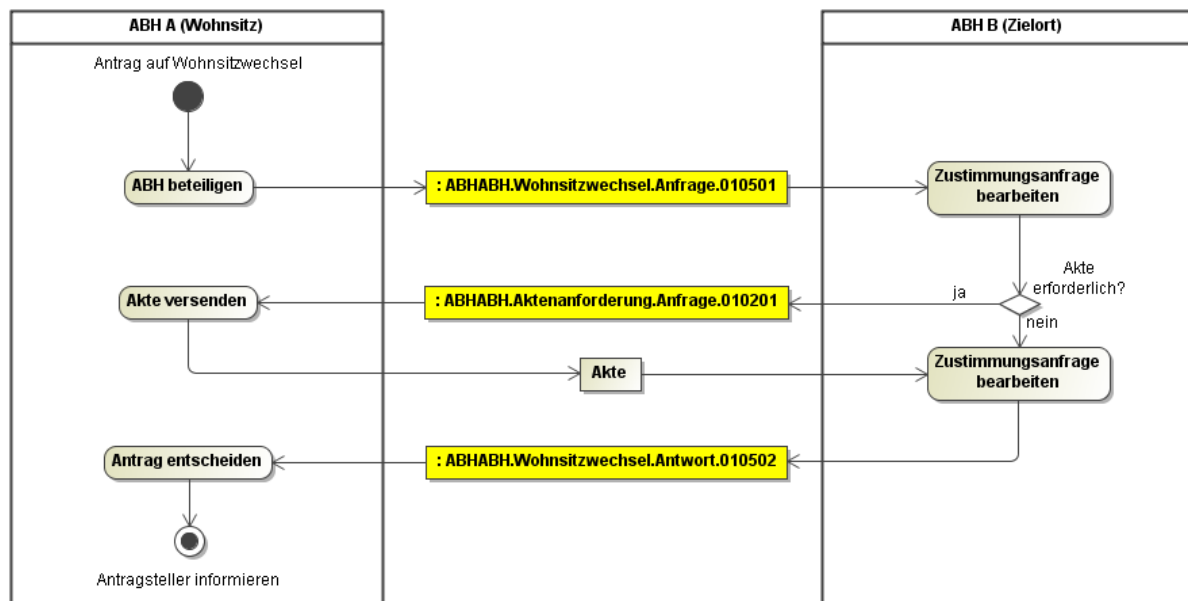 ABH A (Wohnsitz)
ABH B (Zielort)
Antrag auf Wohnsitzwechsel
ABH beteiligen
: ABHABH.Wohnsitzwechsel.Anfrage.010501
Zustimmungsanfrage
bearbeiten
Akte
erforderlich?
Akte versenden
: ABHABH.Aktenanforderung.Anfrage.010201
ja
nein
Akte
Zustimmungsanfrage
bearbeiten
Antrag entscheiden
: ABHABH.Wohnsitzwechsel.Antwort.010502
Antragsteller informieren